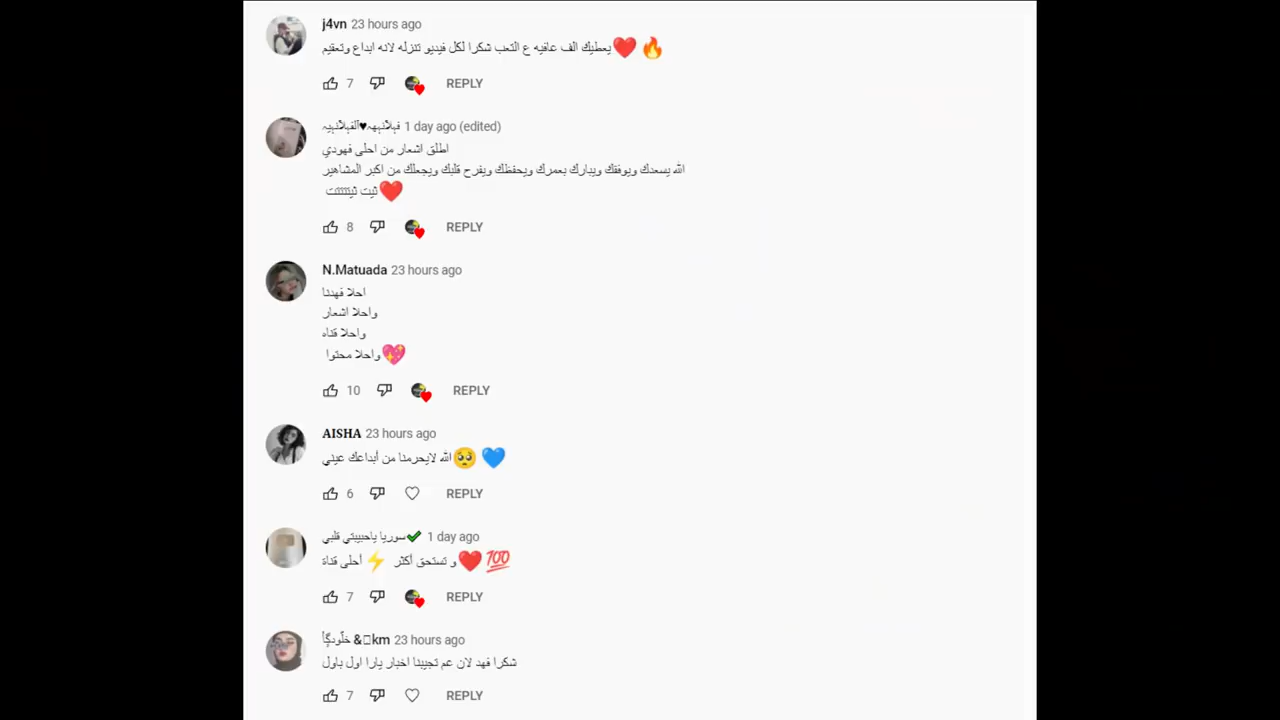 j4vn 23 hours ago
يعطيك الف عافيه ع التعب شكرا لكل فيديو تنزله لانه ابداع وتعقيم❤️🔥
7 REPLY
1 day ago (edited)
اطلق اشعار من احلى فهودي
الله يسعدك ويوفقك ويبارك بعمرك ويحفظك ويفرح قلبك ويجعلك من اكبر المشاهير
ثيت ثيتتتتت❤️
8 REPLY
N.Matuada 23 hours ago
احلا فهدنا
واحلا اشعار
واحلا قناه
واحلا محتوا💖
10 REPLY
AISHA 23 hours ago
الله لايحرمنا من أبداعك عيني🥺💙
6 REPLY
سوريا ياحبيبتي قلبي✔ 1 day ago
أحلى قناة ⚡ و تستحق أكثر❤️💯
7 REPLY
&km 23 hours ago
شكرا فهد لان عم تجيبنا اخبار يارا اول باول
7 REPLY